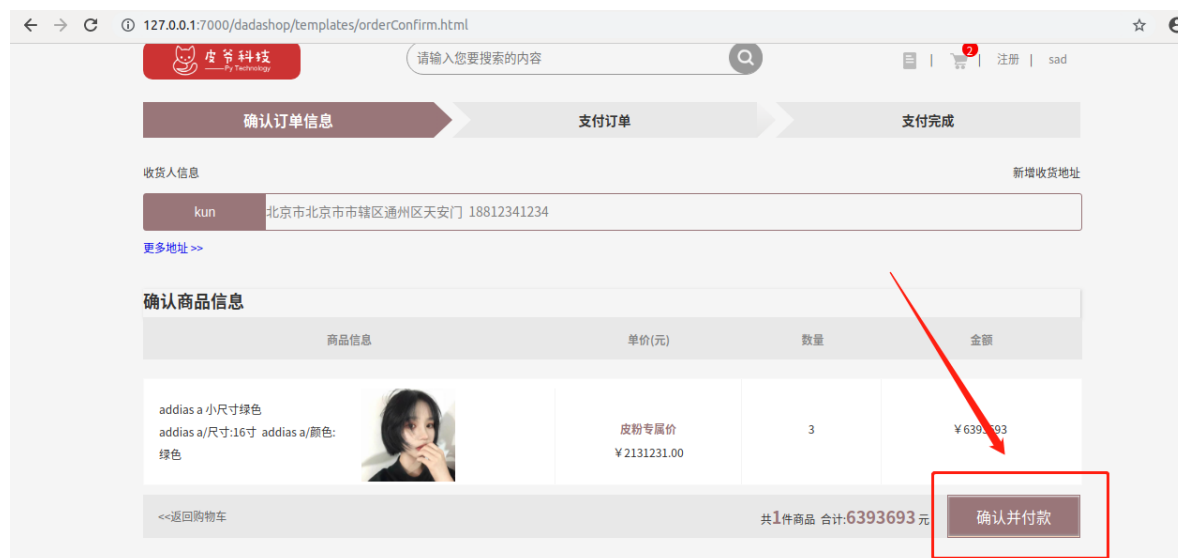 127.0.0.1:7000/dadashop/templates/orderConfirm.html
皮爷科技
Py Technology
请输入您要搜索的内容
| 2 | 注册 | sad
确认订单信息 支付订单 支付完成
收货人信息 新增收货地址
kun 北京市北京市市辖区通州区天安门 18812341234
更多地址 >>
确认商品信息
商品信息 单价(元) 数量 金额
addias a 小尺寸绿色
addias a/尺寸:16寸 addias a/颜色:
绿色
皮粉专属价
¥2131231.00
3
¥6393693
<<返回购物车 共1件商品 合计:6393693元 确认并付款